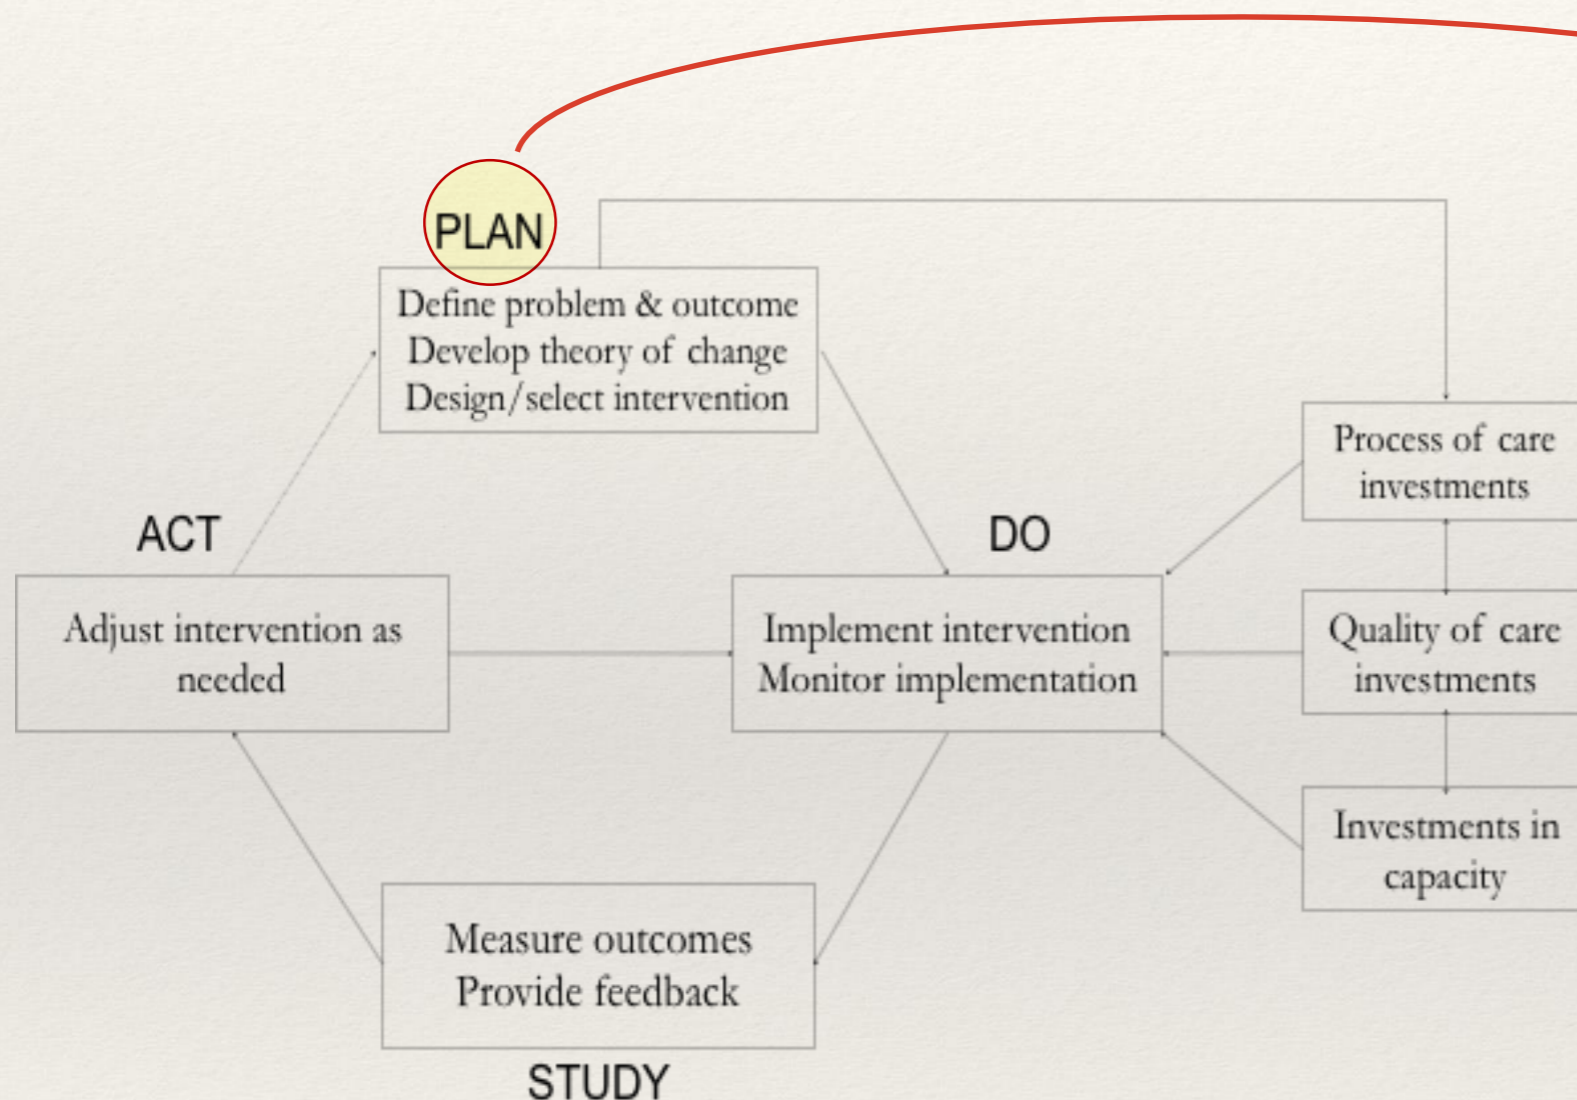 PLAN
Define problem & outcome
Develop theory of change
Design/select intervention
ACT
Adjust intervention as
needed
DO
Implement intervention
Monitor implementation
Process of care
investments
Quality of care
investments
Investments in
capacity
Measure outcomes
Provide feedback
STUDY